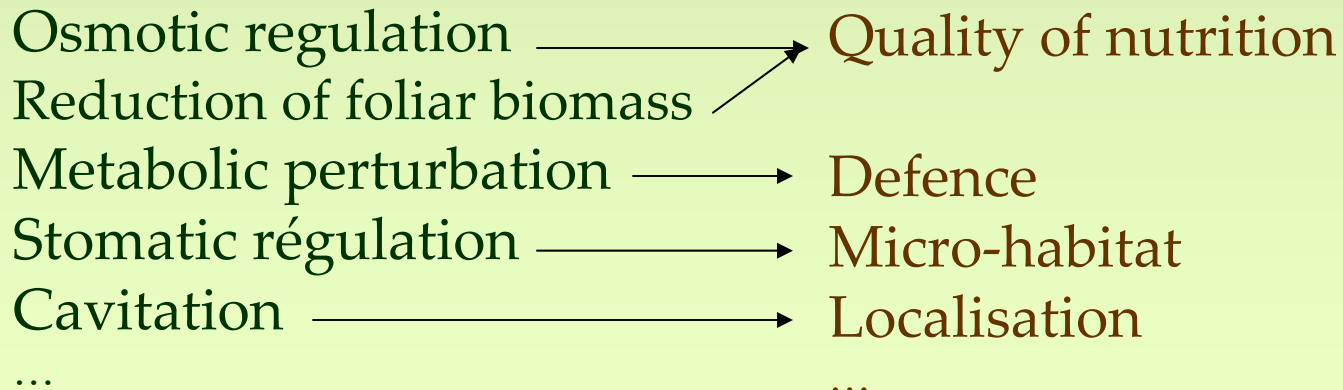 Osmotic regulation Quality of nutrition
Reduction of foliar biomass
Metabolic perturbation Defence
Stomatic régulation Micro-habitat
Cavitation Localisation
... ...